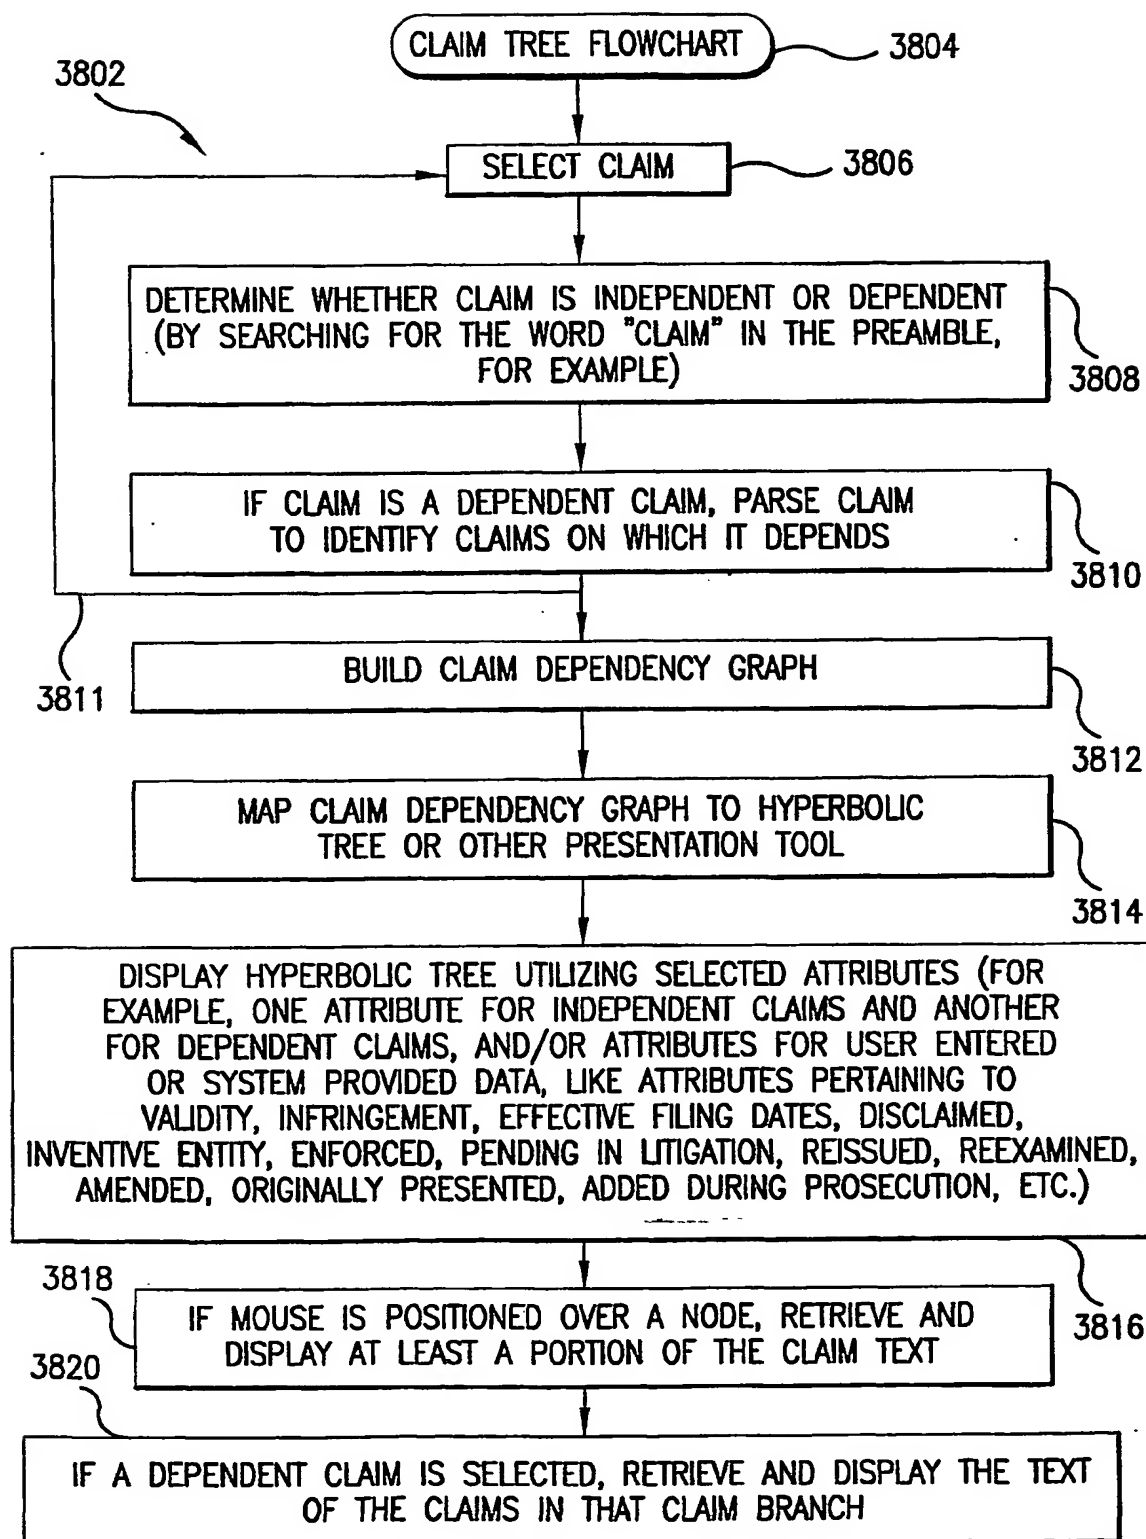 CLAIM TREE FLOWCHART
3804
3802
SELECT CLAIM
3806
DETERMINE WHETHER CLAIM IS INDEPENDENT OR DEPENDENT
(BY SEARCHING FOR THE WORD "CLAIM" IN THE PREAMBLE,
FOR EXAMPLE)
3808
IF CLAIM IS A DEPENDENT CLAIM, PARSE CLAIM
TO IDENTIFY CLAIMS ON WHICH IT DEPENDS
3810
3811
BUILD CLAIM DEPENDENCY GRAPH
3812
MAP CLAIM DEPENDENCY GRAPH TO HYPERBOLIC
TREE OR OTHER PRESENTATION TOOL
3814
DISPLAY HYPERBOLIC TREE UTILIZING SELECTED ATTRIBUTES (FOR
EXAMPLE, ONE ATTRIBUTE FOR INDEPENDENT CLAIMS AND ANOTHER
FOR DEPENDENT CLAIMS, AND/OR ATTRIBUTES FOR USER ENTERED
OR SYSTEM PROVIDED DATA, LIKE ATTRIBUTES PERTAINING TO
VALIDITY, INFRINGEMENT, EFFECTIVE FILING DATES, DISCLAIMED,
INVENTIVE ENTITY, ENFORCED, PENDING IN LITIGATION, REISSUED, REEXAMINED,
AMENDED, ORIGINALLY PRESENTED, ADDED DURING PROSECUTION, ETC.)
3816
3818
IF MOUSE IS POSITIONED OVER A NODE, RETRIEVE AND
DISPLAY AT LEAST A PORTION OF THE CLAIM TEXT
3820
IF A DEPENDENT CLAIM IS SELECTED, RETRIEVE AND DISPLAY THE TEXT
OF THE CLAIMS IN THAT CLAIM BRANCH